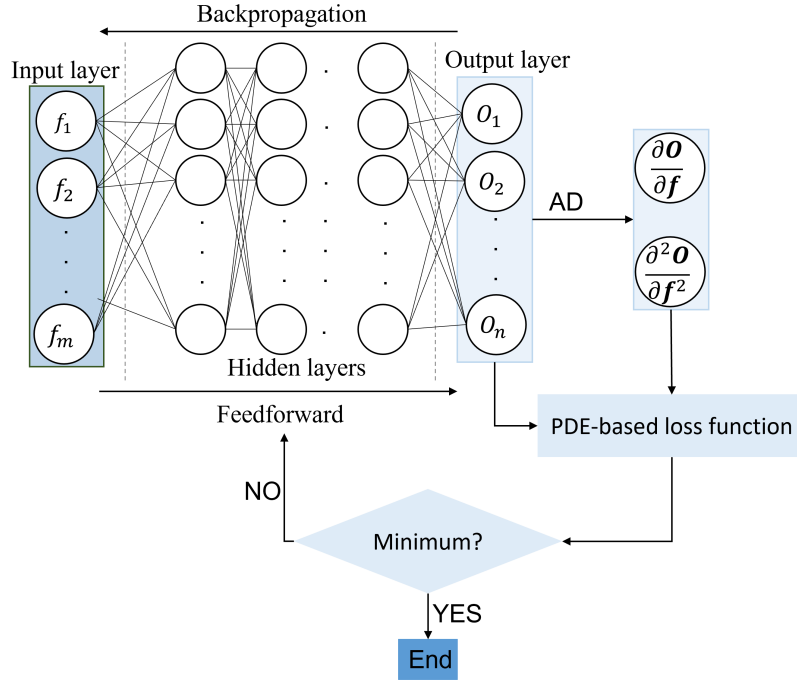 Backpropagation
Input layer
Output layer
f₁
f₂
fₘ
O₁
O₂
Oₙ
AD
∂O/∂f
∂²O/∂f²
Hidden layers
Feedforward
PDE-based loss function
NO
Minimum?
YES
End